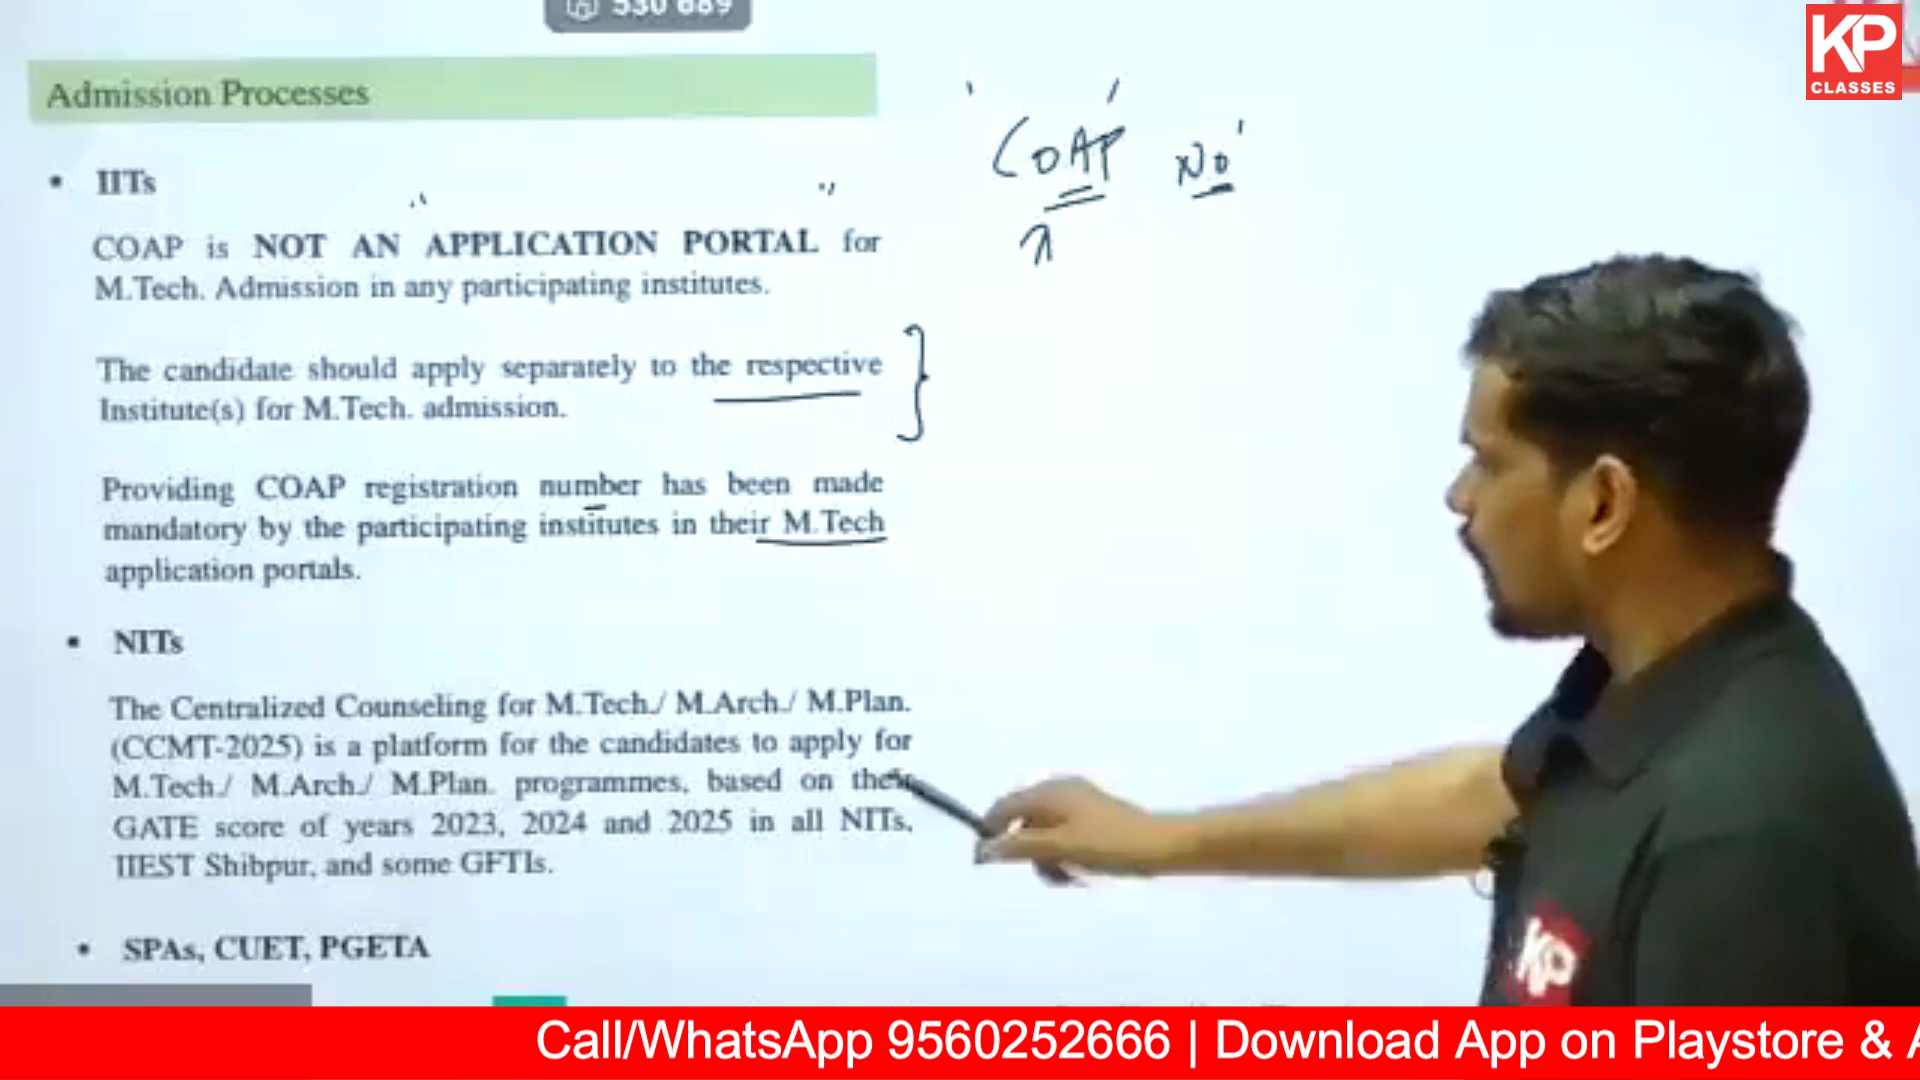 530 689
KP
CLASSES
Admission Processes
COAP No
• IITs
COAP is NOT AN APPLICATION PORTAL for
M.Tech. Admission in any participating institutes.
The candidate should apply separately to the respective
Institute(s) for M.Tech. admission.
Providing COAP registration number has been made
mandatory by the participating institutes in their M.Tech
application portals.
• NITs
The Centralized Counseling for M.Tech./ M.Arch./ M.Plan.
(CCMT-2025) is a platform for the candidates to apply for
M.Tech./ M.Arch./ M.Plan. programmes, based on their
GATE score of years 2023, 2024 and 2025 in all NITs,
IIEST Shibpur, and some GFTIs.
• SPAs, CUET, PGETA
KP
Call/WhatsApp 9560252666 | Download App on Playstore &